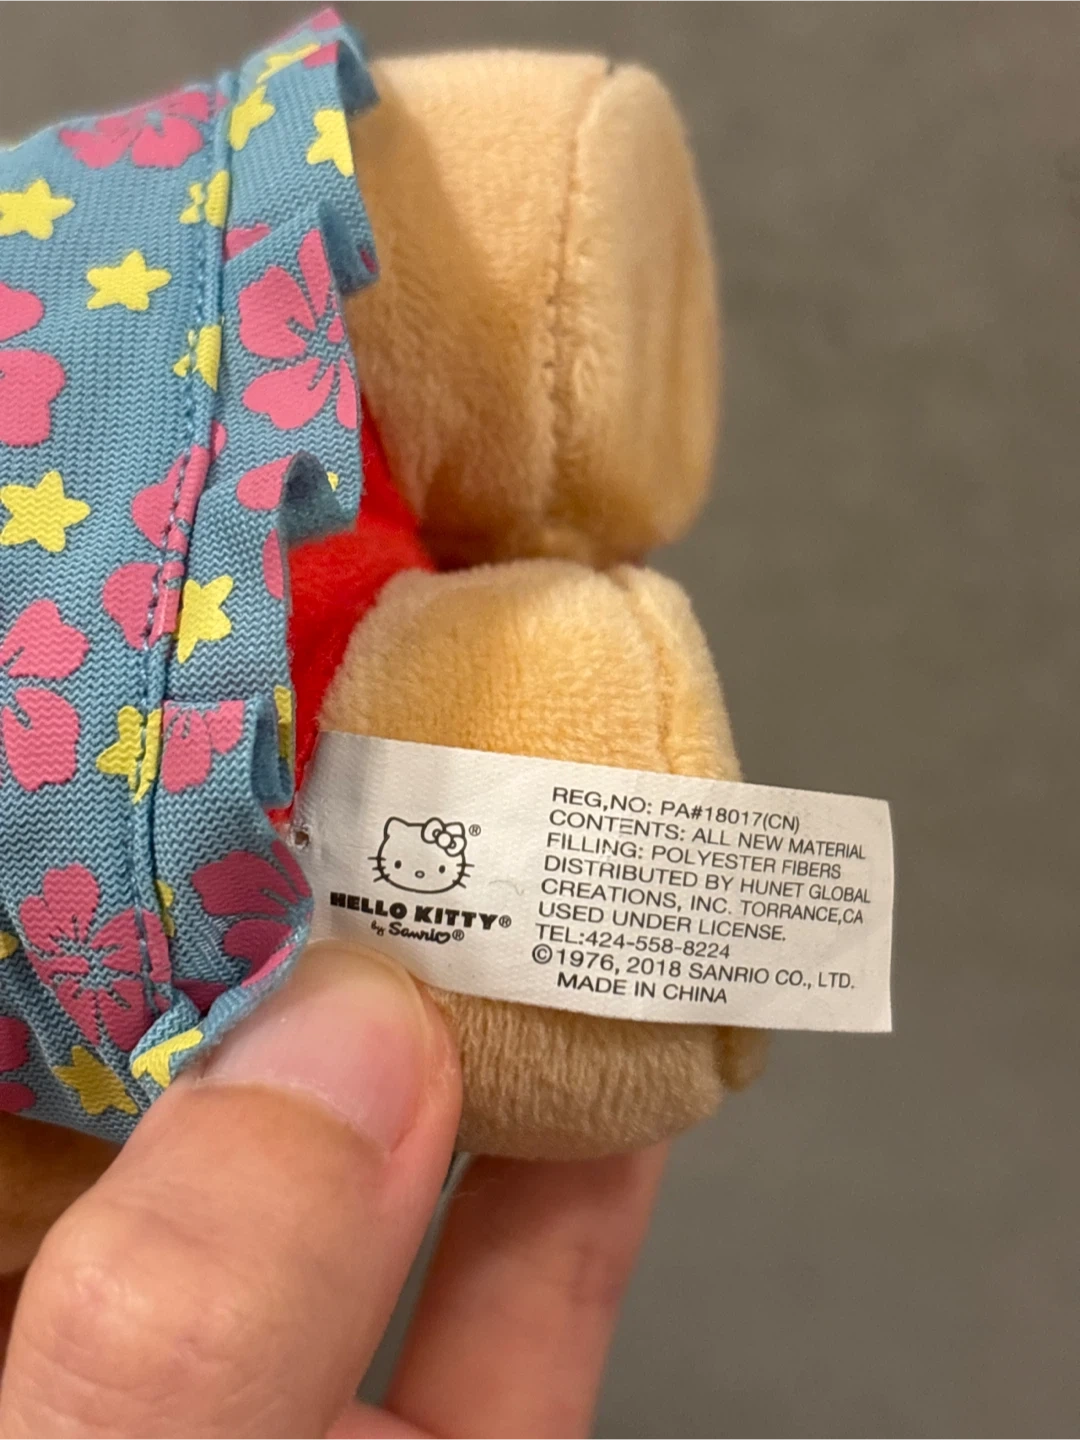 HELLO KITTY®
by Sanrio®
REG,NO: PA#18017(CN)
CONTENTS: ALL NEW MATERIAL
FILLING: POLYESTER FIBERS
DISTRIBUTED BY HUNET GLOBAL
CREATIONS, INC. TORRANCE,CA
USED UNDER LICENSE.
TEL:424-558-8224
©1976, 2018 SANRIO CO., LTD.
MADE IN CHINA